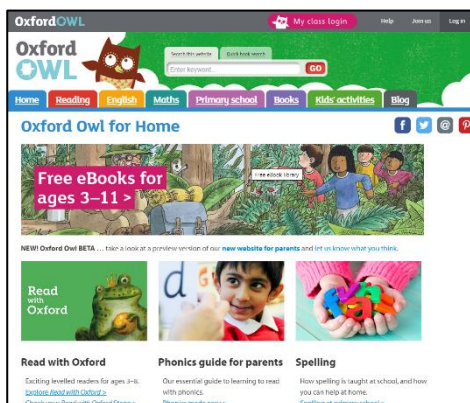 OxfordOWL My class login Help Join us Log in
Oxford
OWL
Search this website Quick book search
Enter keyword... GO
Home Reading English Maths Primary school Books Kids' activities Blog
Oxford Owl for Home
Free eBooks for
ages 3–11 >
Free eBook library
NEW! Oxford Owl BETA ... take a look at a preview version of our new website for parents and let us know what you think.
Read
with
Oxford
d
Read with Oxford Phonics guide for parents Spelling
Exciting levelled readers for ages 3–8. Our essential guide to learning to read How spelling is taught at school, and how
Explore Read with Oxford > with phonics. you can help at home.